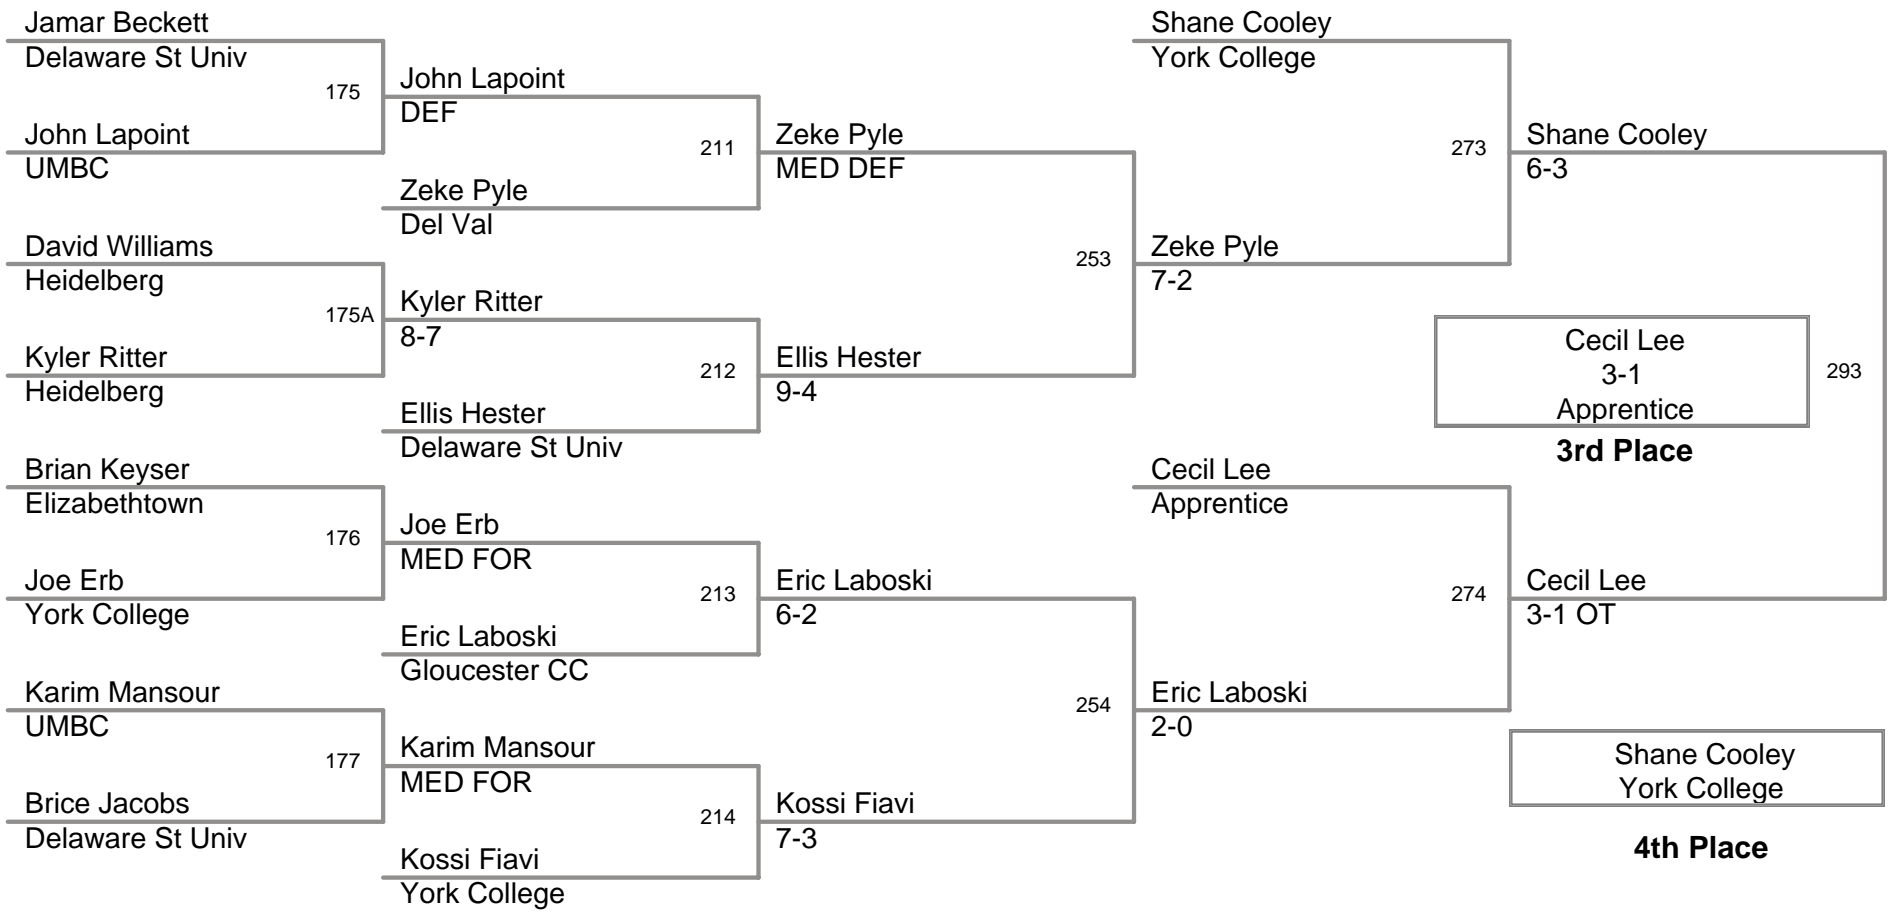 Jamar Beckett
Delaware St Univ
175
John Lapoint
UMBC
David Williams
Heidelberg
175A
Kyler Ritter
Heidelberg
Brian Keyser
Elizabethtown
176
Joe Erb
York College
Karim Mansour
UMBC
177
Brice Jacobs
Delaware St Univ
John Lapoint
DEF
211
Zeke Pyle
Del Val
Kyler Ritter
8-7
212
Ellis Hester
Delaware St Univ
Joe Erb
MED FOR
213
Eric Laboski
Gloucester CC
Karim Mansour
MED FOR
214
Kossi Fiavi
York College
Zeke Pyle
MED DEF
253
Ellis Hester
9-4
Eric Laboski
6-2
254
Kossi Fiavi
7-3
Shane Cooley
York College
273
Zeke Pyle
7-2
Cecil Lee
Apprentice
274
Eric Laboski
2-0
Shane Cooley
6-3
Cecil Lee
3-1
Apprentice
293
3rd Place
Cecil Lee
3-1 OT
Shane Cooley
York College
4th Place